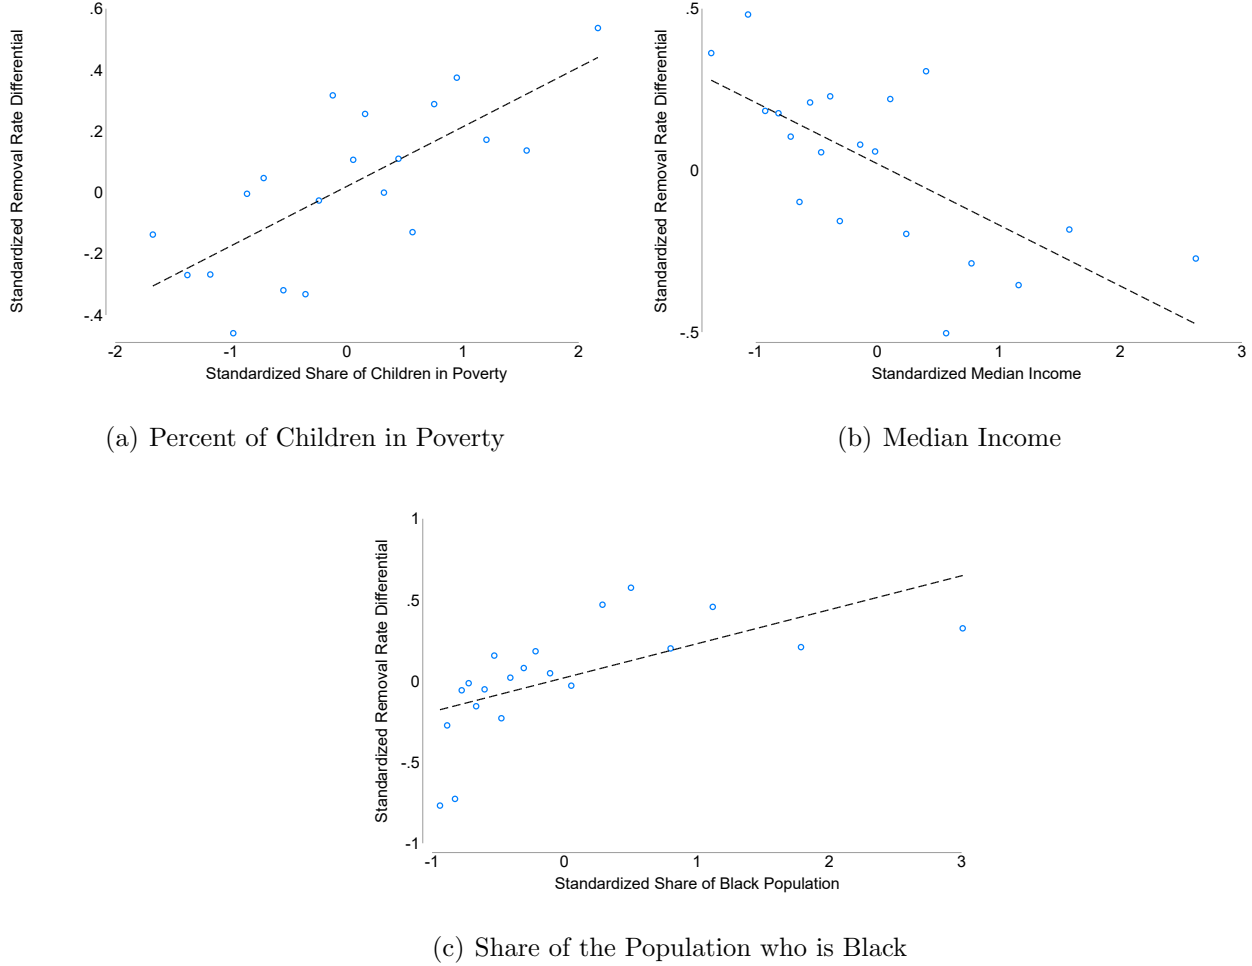 Standardized Removal Rate Differential
.6
.4
.2
0
-.2
-.4
-2 -1 0 1 2
Standardized Share of Children in Poverty
(a) Percent of Children in Poverty
Standardized Removal Rate Differential
.5
0
-.5
-1 0 1 2 3
Standardized Median Income
(b) Median Income
Standardized Removal Rate Differential
1
.5
0
-.5
-1
-1 0 1 2 3
Standardized Share of Black Population
(c) Share of the Population who is Black